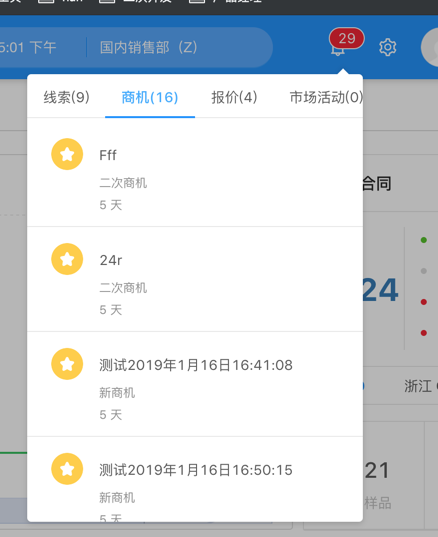 5:01 下午
国内销售部（Z）
29
线索(9)
商机(16)
报价(4)
市场活动(0)
Fff
二次商机
5 天
24r
二次商机
5 天
测试2019年1月16日16:41:08
新商机
5 天
测试2019年1月16日16:50:15
新商机
5 天
合同
24
浙江
21
样品